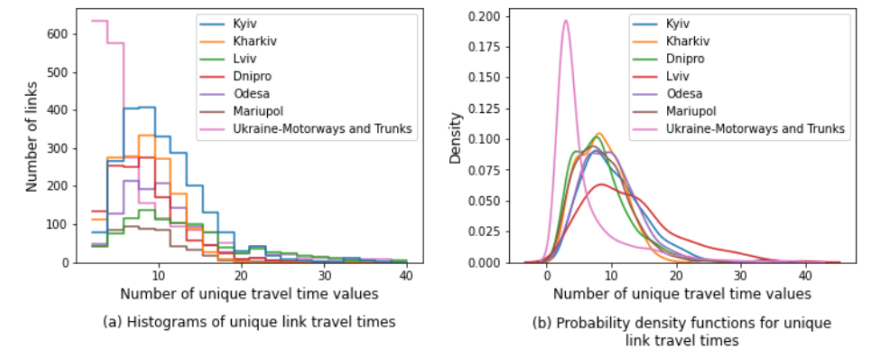 600
500
400
300
200
100
0
Number of links
10
20
30
40
Number of unique travel time values
Kyiv
Kharkiv
Lviv
Dnipro
Odesa
Mariupol
Ukraine-Motorways and Trunks
(a) Histograms of unique link travel times
0.200
0.175
0.150
0.125
0.100
0.075
0.050
0.025
0.000
Density
0
10
20
30
40
Number of unique travel time values
Kyiv
Kharkiv
Dnipro
Lviv
Odesa
Mariupol
Ukraine-Motorways and Trunks
(b) Probability density functions for unique
link travel times